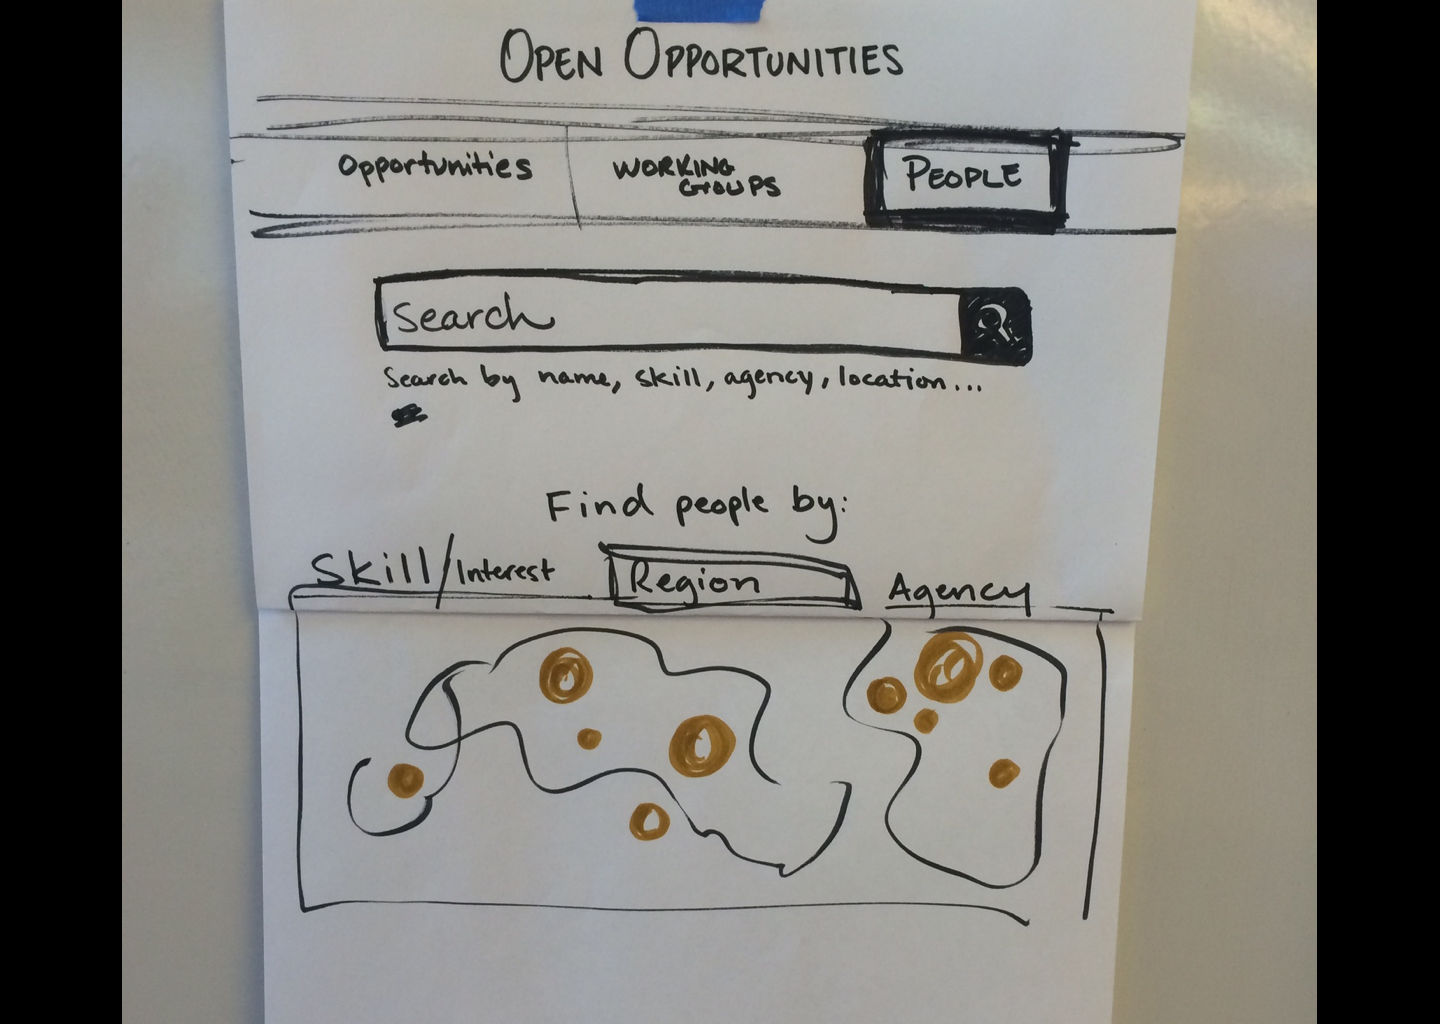 OPEN OPPORTUNITIES
Opportunities
WORKING
GROUPS
PEOPLE
Search
Search by name, skill, agency, location...
Find people by:
Skill/Interest
Region
Agency